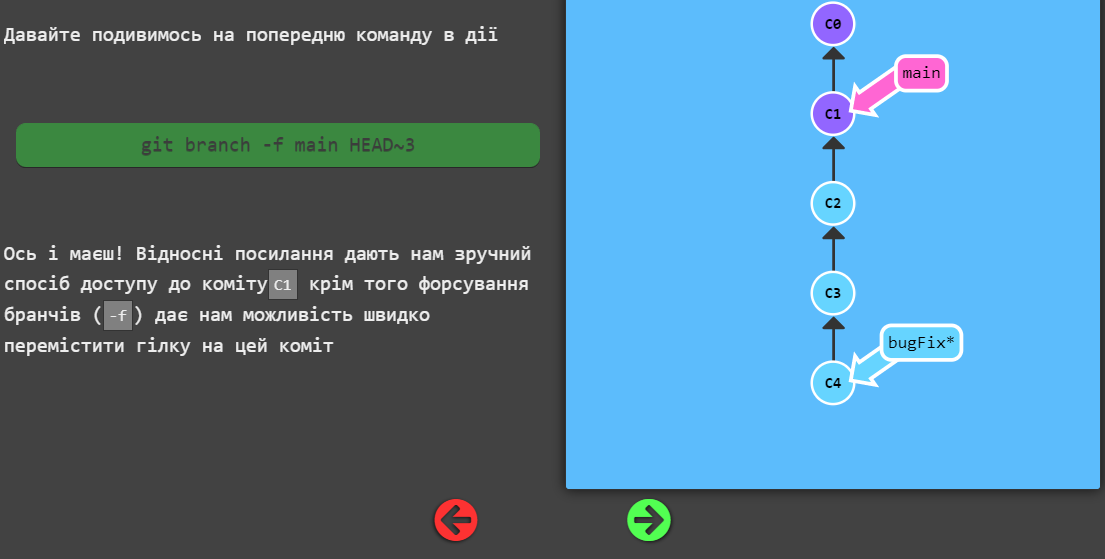 Давайте подивимось на попередню команду в дії
git branch -f main HEAD~3
Ось і маєш! Відносні посилання дають нам зручний
спосіб доступу до коміту C1 крім того форсування
бранчів ( -f ) дає нам можливість швидко
перемістити гілку на цей коміт
C0
main
C1
C2
C3
bugFix*
C4